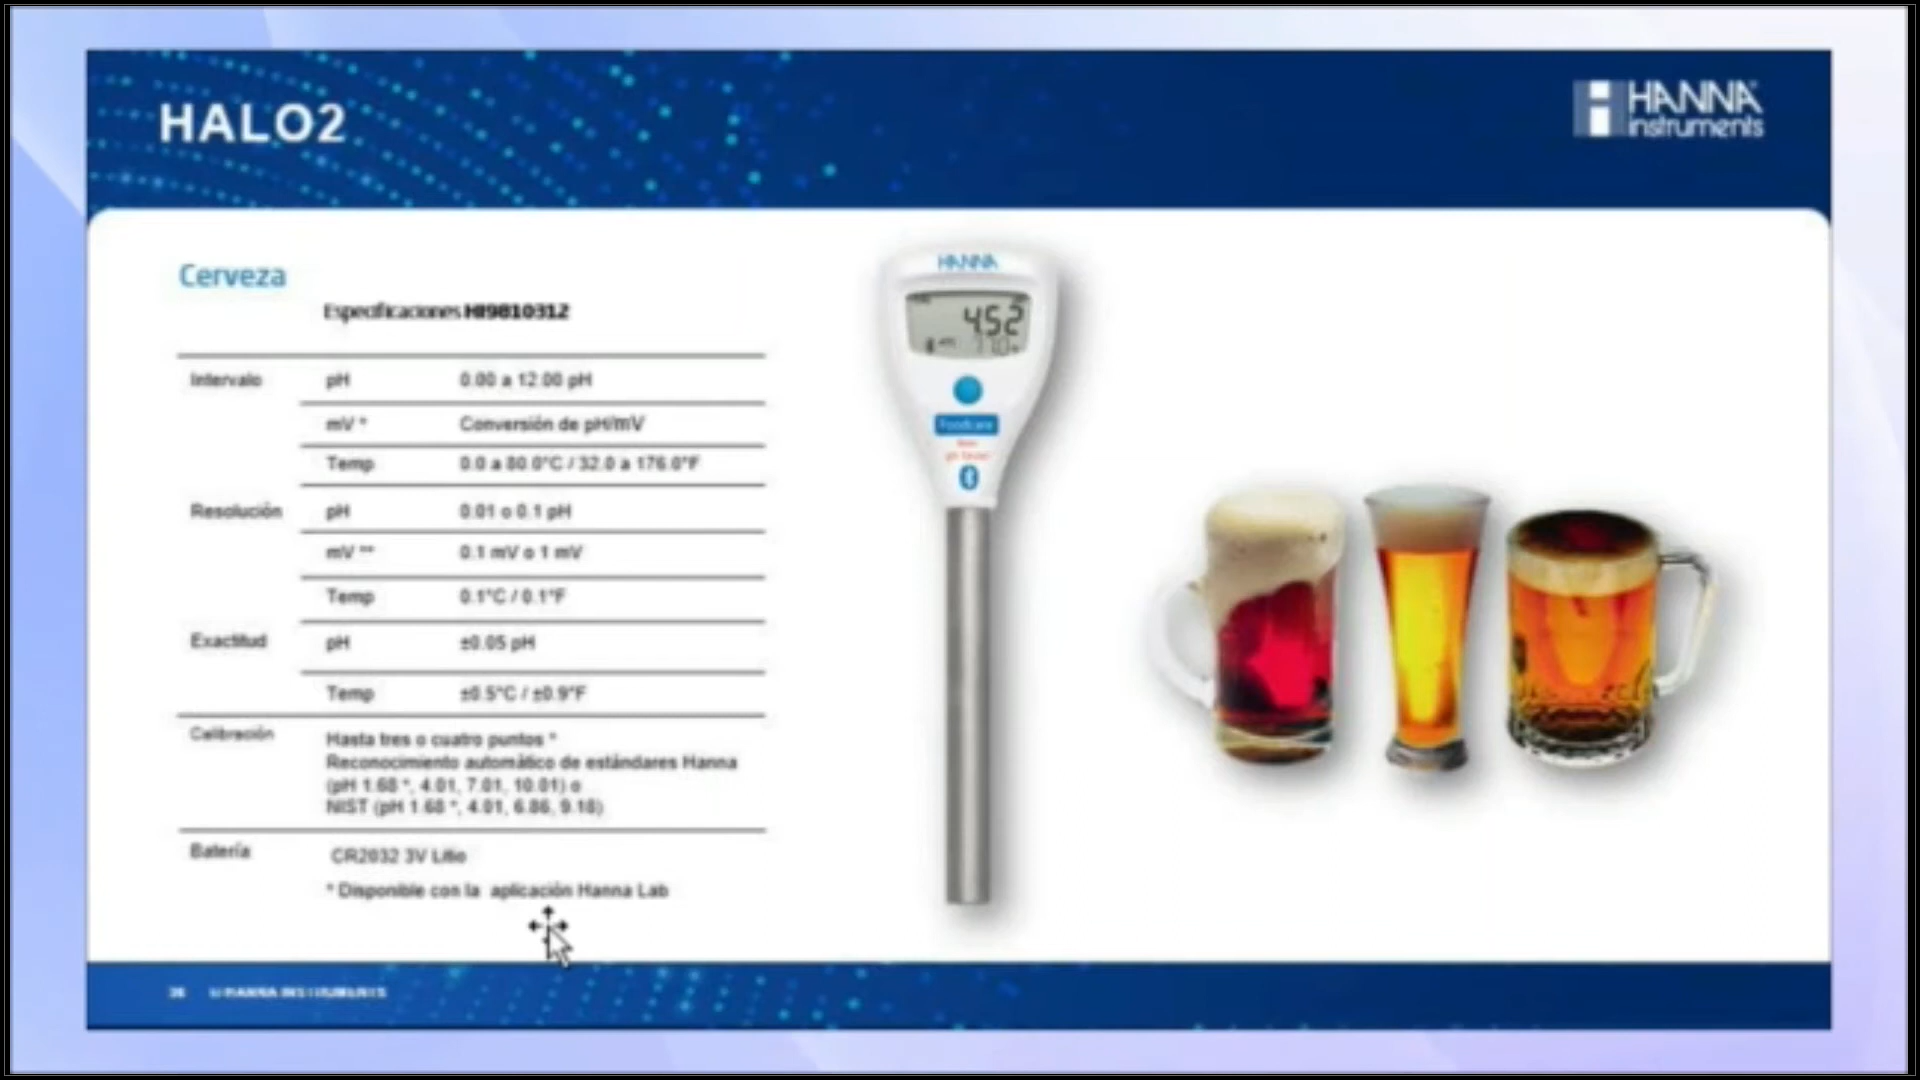 HALO2
HANNA
instruments
Cerveza
Especificaciones HI9810312
Intervalo pH 0.00 a 12.00 pH
mV * Conversión de pH/mV
Temp 0.0 a 80.0°C / 32.0 a 176.0°F
Resolución pH 0.01 o 0.1 pH
mV ** 0.1 mV o 1 mV
Temp 0.1°C / 0.1°F
Exactitud pH ±0.05 pH
Temp ±0.5°C / ±0.9°F
Calibración Hasta tres o cuatro puntos *
Reconocimiento automático de estándares Hanna
(pH 1.68 *, 4.01, 7.01, 10.01) o
NIST (pH 1.68 *, 4.01, 6.86, 9.18)
Batería CR2032 3V Litio
* Disponible con la aplicación Hanna Lab
HANNA
4.52
Foodcare
HANNA INSTRUMENTS